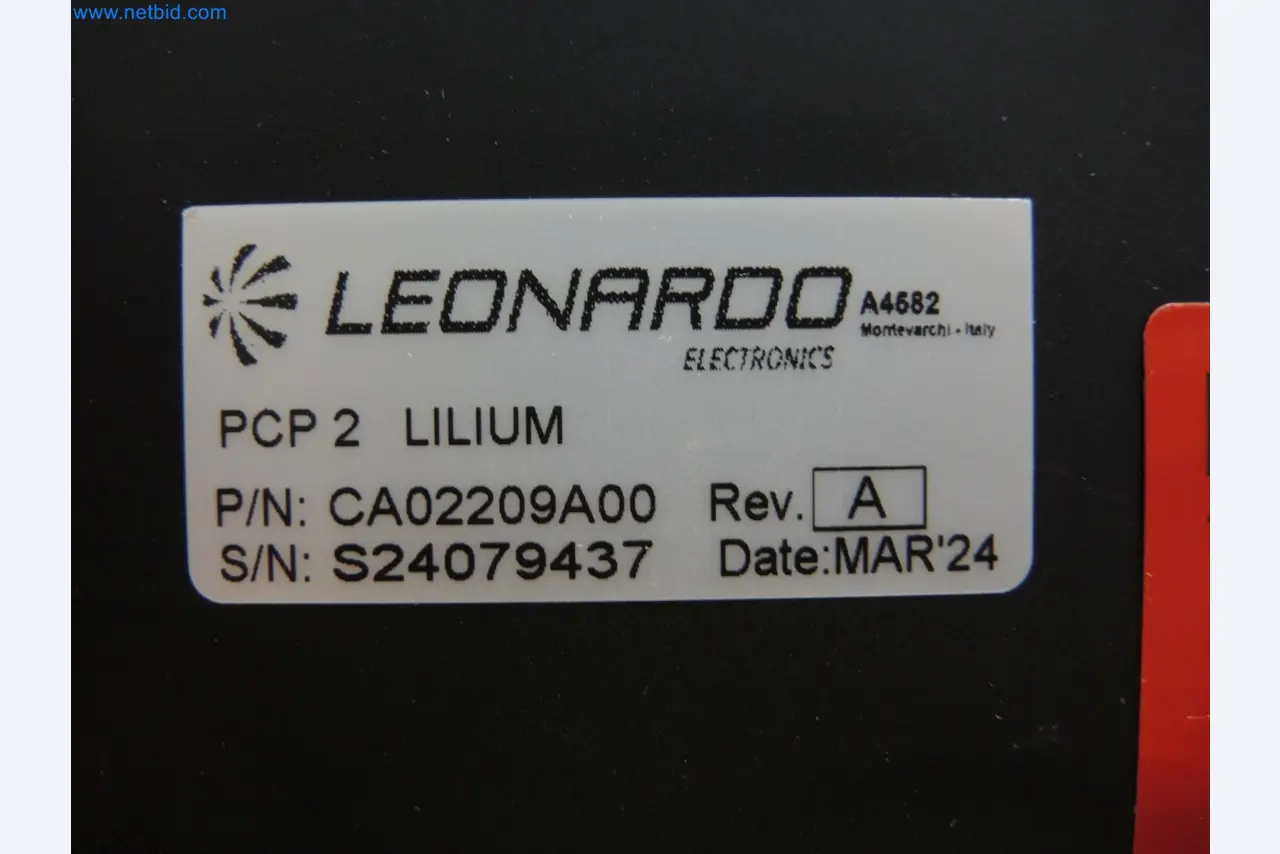 www.netbid.com
LEONARDO A4582
Montevarchi - Italy
ELECTRONICS
PCP 2 LILIUM
P/N: CA02209A00 Rev. A
S/N: S24079437 Date:MAR'24